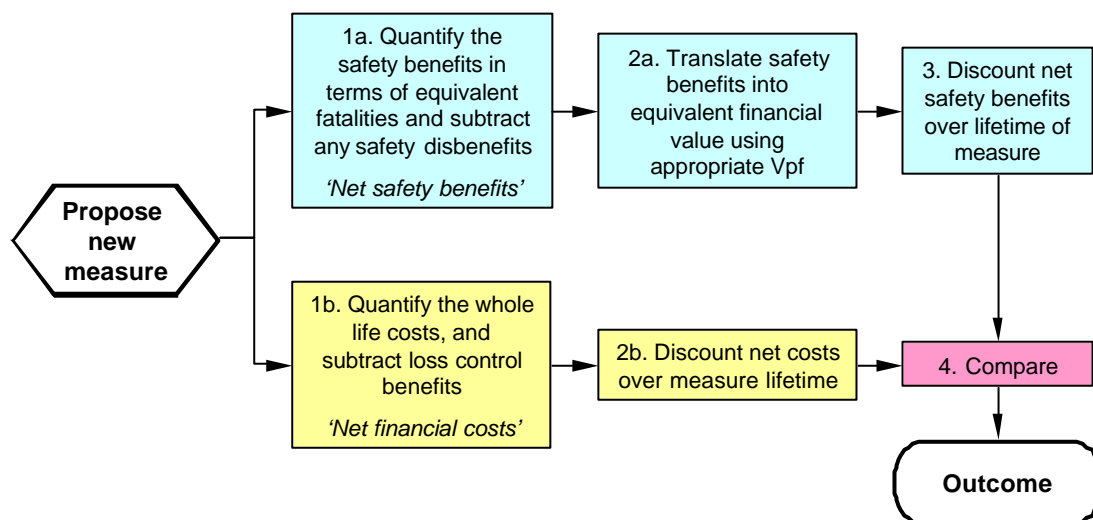 Propose
new
measure
1a. Quantify the
safety benefits in
terms of equivalent
fatalities and subtract
any safety disbenefits
‘Net safety benefits’
2a. Translate safety
benefits into
equivalent financial
value using
appropriate Vpf
3. Discount net
safety benefits
over lifetime of
measure
1b. Quantify the whole
life costs, and
subtract loss control
benefits
‘Net financial costs’
2b. Discount net costs
over measure lifetime
4. Compare
Outcome